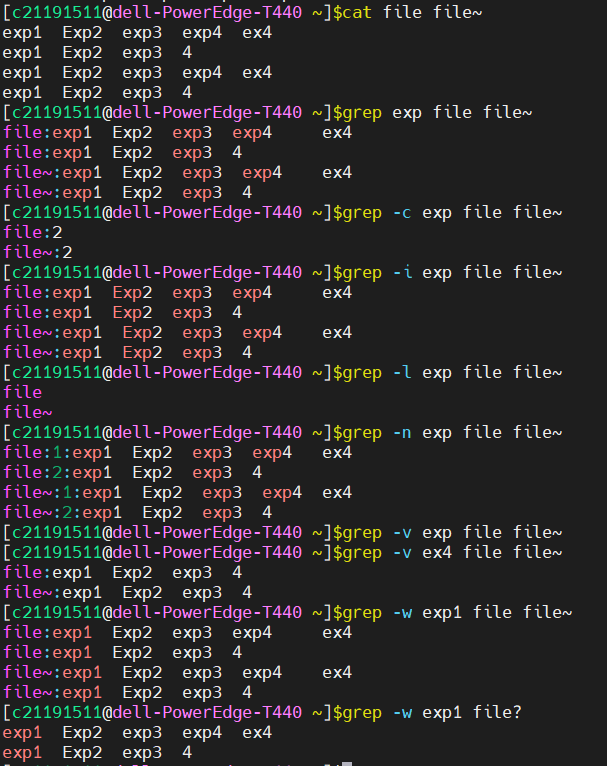 [c21191511@dell-PowerEdge-T440 ~]$cat file file~
exp1  Exp2  exp3  exp4  ex4
exp1  Exp2  exp3  4
exp1  Exp2  exp3  exp4  ex4
exp1  Exp2  exp3  4
[c21191511@dell-PowerEdge-T440 ~]$grep exp file file~
file:exp1  Exp2  exp3  exp4     ex4
file:exp1  Exp2  exp3  4
file~:exp1  Exp2  exp3  exp4    ex4
file~:exp1  Exp2  exp3  4
[c21191511@dell-PowerEdge-T440 ~]$grep -c exp file file~
file:2
file~:2
[c21191511@dell-PowerEdge-T440 ~]$grep -i exp file file~
file:exp1  Exp2  exp3  exp4     ex4
file:exp1  Exp2  exp3  4
file~:exp1  Exp2  exp3  exp4    ex4
file~:exp1  Exp2  exp3  4
[c21191511@dell-PowerEdge-T440 ~]$grep -l exp file file~
file
file~
[c21191511@dell-PowerEdge-T440 ~]$grep -n exp file file~
file:1:exp1  Exp2  exp3  exp4   ex4
file:2:exp1  Exp2  exp3  4
file~:1:exp1  Exp2  exp3  exp4  ex4
file~:2:exp1  Exp2  exp3  4
[c21191511@dell-PowerEdge-T440 ~]$grep -v exp file file~
[c21191511@dell-PowerEdge-T440 ~]$grep -v ex4 file file~
file:exp1  Exp2  exp3  4
file~:exp1  Exp2  exp3  4
[c21191511@dell-PowerEdge-T440 ~]$grep -w exp1 file file~
file:exp1  Exp2  exp3  exp4     ex4
file:exp1  Exp2  exp3  4
file~:exp1  Exp2  exp3  exp4    ex4
file~:exp1  Exp2  exp3  4
[c21191511@dell-PowerEdge-T440 ~]$grep -w exp1 file?
exp1  Exp2  exp3  exp4  ex4
exp1  Exp2  exp3  4